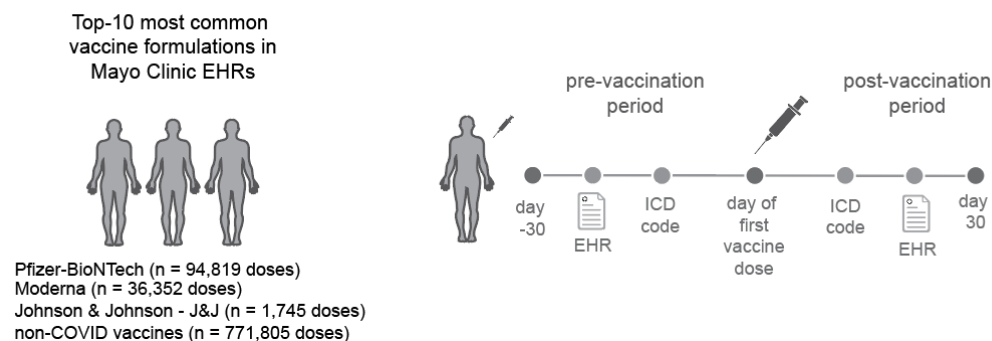 Top-10 most common
vaccine formulations in
Mayo Clinic EHRs
Pfizer-BioNTech (n = 94,819 doses)
Moderna (n = 36,352 doses)
Johnson & Johnson - J&J (n = 1,745 doses)
non-COVID vaccines (n = 771,805 doses)
pre-vaccination
period
post-vaccination
period
day
-30
EHR
ICD
code
day of
first
vaccine
dose
ICD
code
EHR
day
30